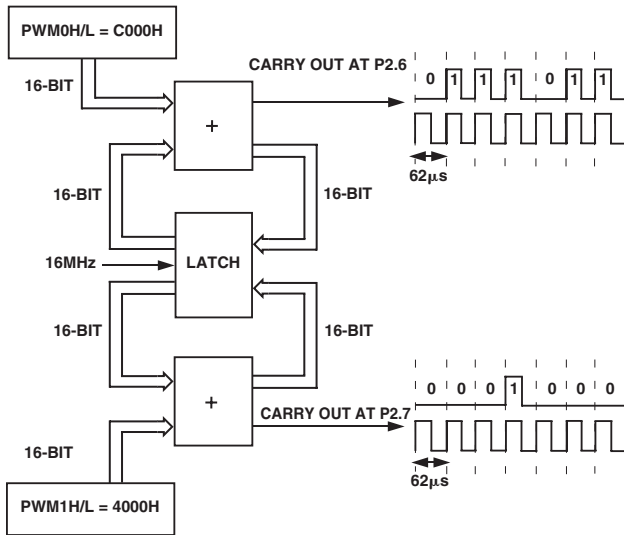 PWM0H/L = C000H
16-BIT
CARRY OUT AT P2.6
0 1 1 1 0 1 1
+
62μs
16-BIT
16-BIT
16MHz
LATCH
16-BIT
16-BIT
+
0 0 0 1 0 0 0
CARRY OUT AT P2.7
16-BIT
62μs
PWM1H/L = 4000H